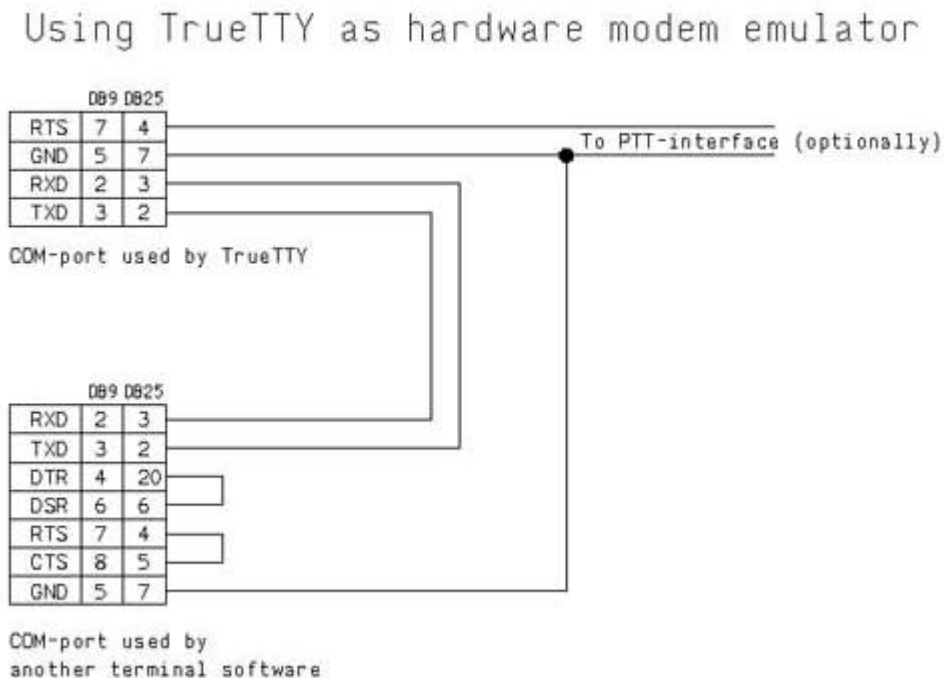 Using TrueTTY as hardware modem emulator
DB9 DB25
RTS 7 4
GND 5 7
RXD 2 3
TXD 3 2
To PTT-interface (optionally)
COM-port used by TrueTTY
DB9 DB25
RXD 2 3
TXD 3 2
DTR 4 20
DSR 6 6
RTS 7 4
CTS 8 5
GND 5 7
COM-port used by
another terminal software